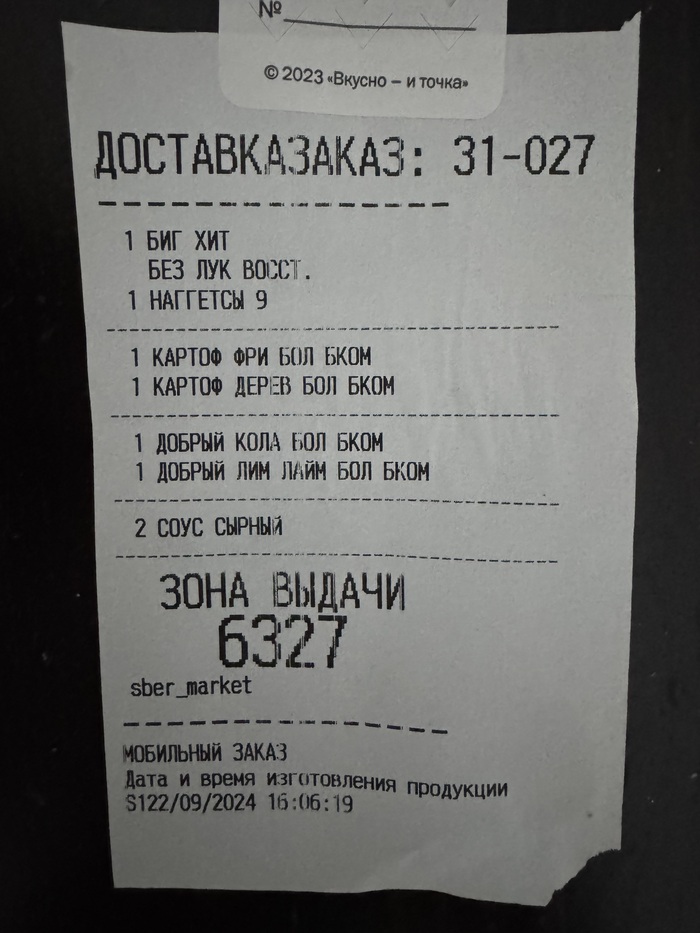 №
© 2023 «Вкусно – и точка»
ДОСТАВКАЗАКАЗ: 31-027
1 БИГ ХИТ
БЕЗ ЛУК ВОССТ.
1 НАГГЕТСЫ 9
1 КАРТОФ ФРИ БОЛ БКОМ
1 КАРТОФ ДЕРЕВ БОЛ БКОМ
1 ДОБРЫЙ КОЛА БОЛ БКОМ
1 ДОБРЫЙ ЛИМ ЛАЙМ БОЛ БКОМ
2 СОУС СЫРНЫЙ
ЗОНА ВЫДАЧИ
6327
sber_market
МОБИЛЬНЫЙ ЗАКАЗ
Дата и время изготовления продукции
S122/09/2024 16:06:19